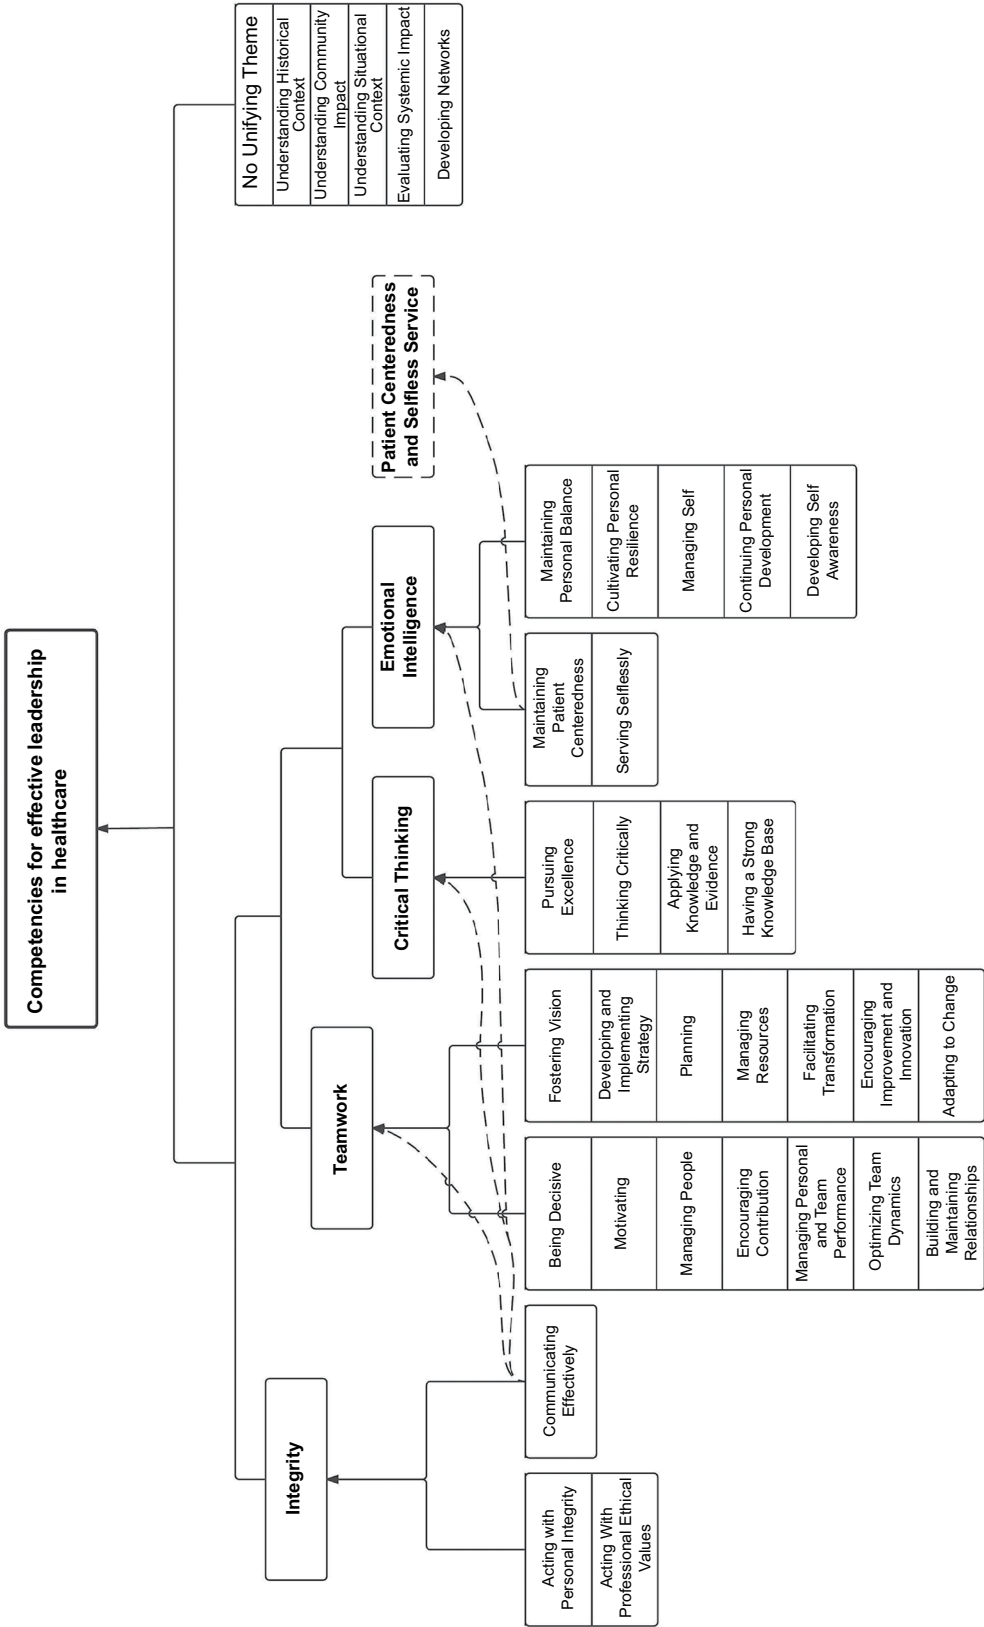 Competencies for effective leadership
in healthcare
Integrity
Teamwork
Critical Thinking
Emotional
Intelligence
Patient Centeredness
and Selfless Service
No Unifying Theme
Understanding Historical
Context
Understanding Community
Impact
Understanding Situational
Context
Evaluating Systemic Impact
Developing Networks
Acting with
Personal Integrity
Acting With
Professional Ethical
Values
Communicating
Effectively
Being Decisive
Motivating
Managing People
Encouraging
Contribution
Managing Personal
and Team
Performance
Optimizing Team
Dynamics
Building and
Maintaining
Relationships
Fostering Vision
Developing and
Implementing
Strategy
Planning
Managing
Resources
Facilitating
Transformation
Encouraging
Improvement and
Innovation
Adapting to Change
Pursuing
Excellence
Thinking Critically
Applying
Knowledge and
Evidence
Having a Strong
Knowledge Base
Maintaining
Patient
Centeredness
Serving Selflessly
Maintaining
Personal Balance
Cultivating Personal
Resilience
Managing Self
Continuing Personal
Development
Developing Self
Awareness